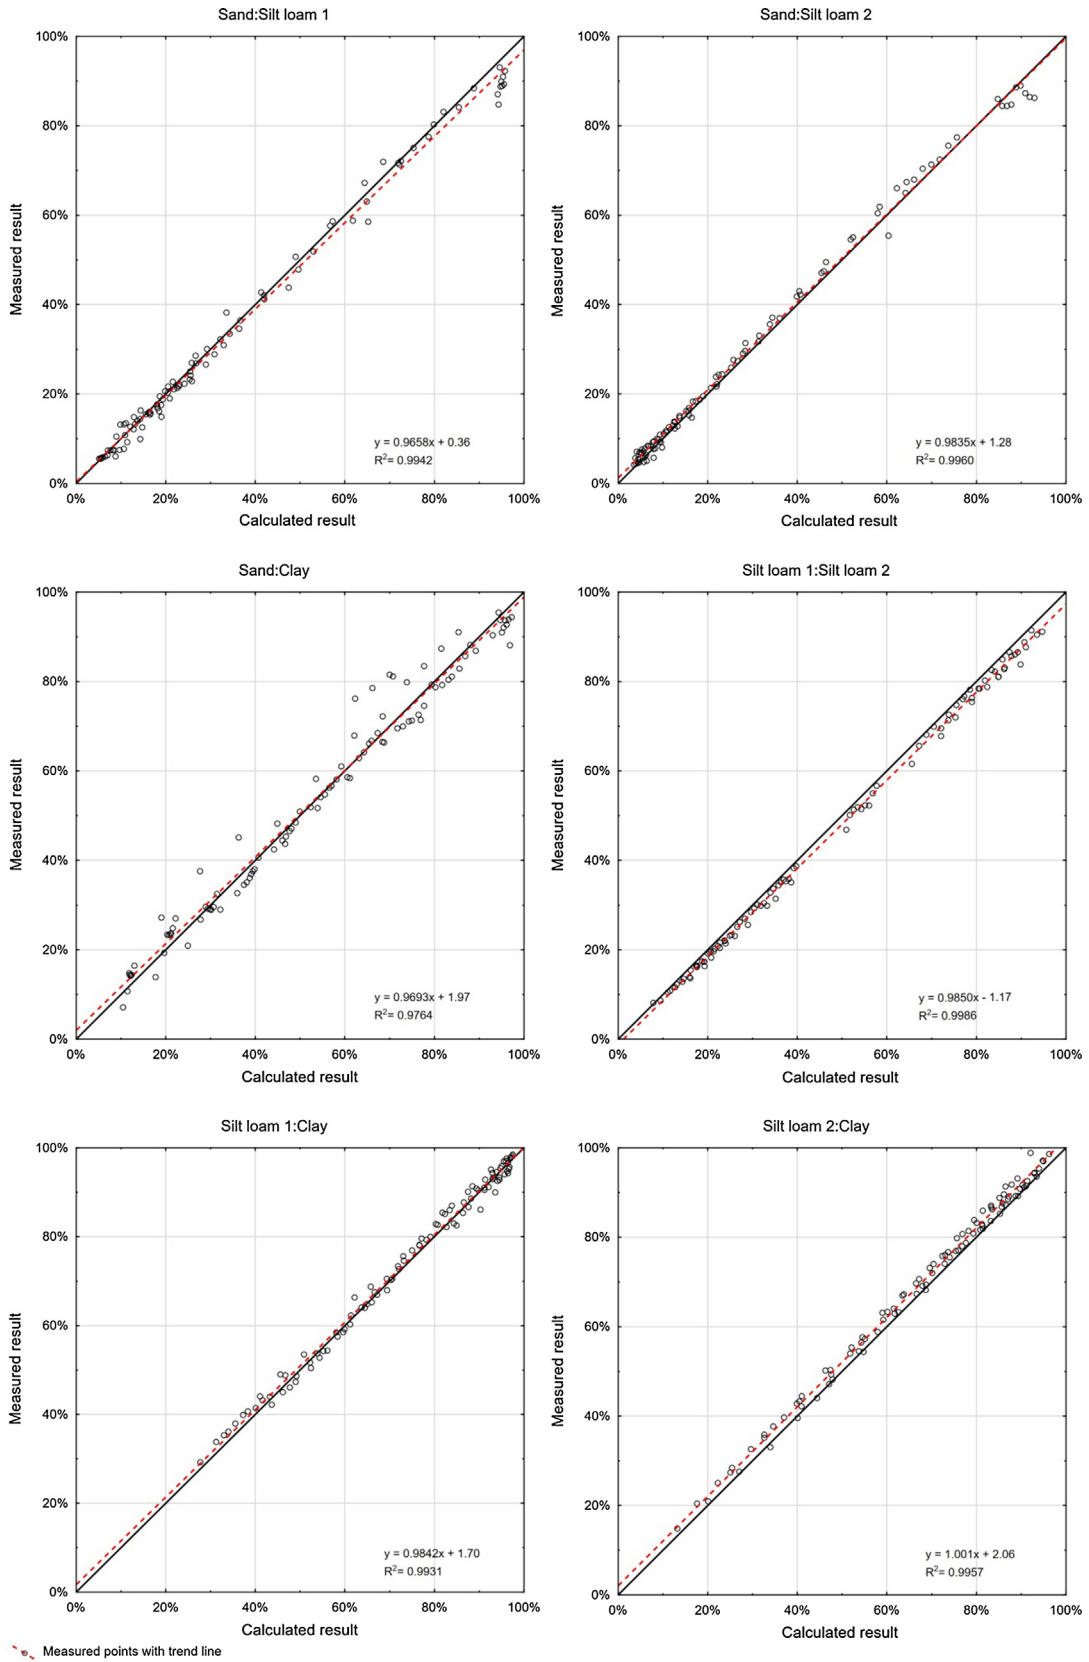 Sand:Silt loam 1
100%
80%
60%
40%
20%
0%
Measured result
y = 0.9658x + 0.36
R2= 0.9942
0% 20% 40% 60% 80% 100%
Calculated result
Sand:Silt loam 2
100%
80%
60%
40%
20%
0%
Measured result
y = 0.9835x + 1.28
R2= 0.9960
0% 20% 40% 60% 80% 100%
Calculated result
Sand:Clay
100%
80%
60%
40%
20%
0%
Measured result
y = 0.9693x + 1.97
R2= 0.9764
0% 20% 40% 60% 80% 100%
Calculated result
Silt loam 1:Silt loam 2
100%
80%
60%
40%
20%
0%
Measured result
y = 0.9850x - 1.17
R2= 0.9986
0% 20% 40% 60% 80% 100%
Calculated result
Silt loam 1:Clay
100%
80%
60%
40%
20%
0%
Measured result
y = 0.9842x + 1.70
R2= 0.9931
0% 20% 40% 60% 80% 100%
Calculated result
Silt loam 2:Clay
100%
80%
60%
40%
20%
0%
Measured result
y = 1.001x + 2.06
R2= 0.9957
0% 20% 40% 60% 80% 100%
Calculated result
Measured points with trend line